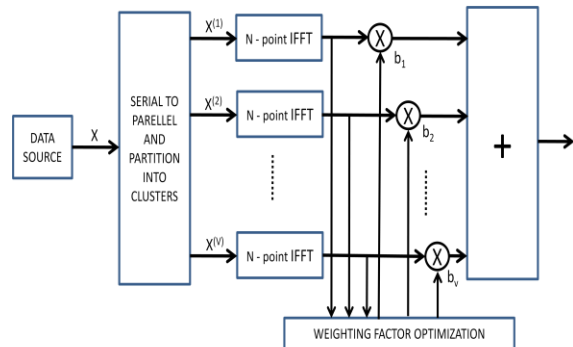 DATA
SOURCE
X
SERIAL TO
PARELLEL
AND
PARTITION
INTO
CLUSTERS
X(1)
N - point IFFT
X
b1
X(2)
N - point IFFT
X
b2
X(V)
N - point IFFT
X
bv
+
WEIGHTING FACTOR OPTIMIZATION